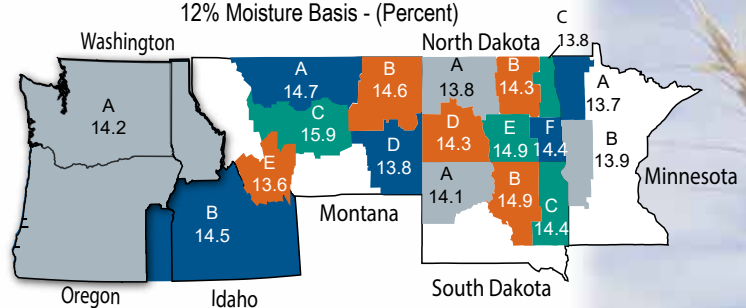 12% Moisture Basis - (Percent)
Washington
North Dakota
C
13.8
A
14.2
A
14.7
B
14.6
C
15.9
D
13.8
E
13.6
A
13.8
B
14.3
D
14.3
E
14.9
F
14.4
A
13.7
B
13.9
A
14.1
B
14.9
C
14.4
B
14.5
Minnesota
Montana
South Dakota
Oregon
Idaho